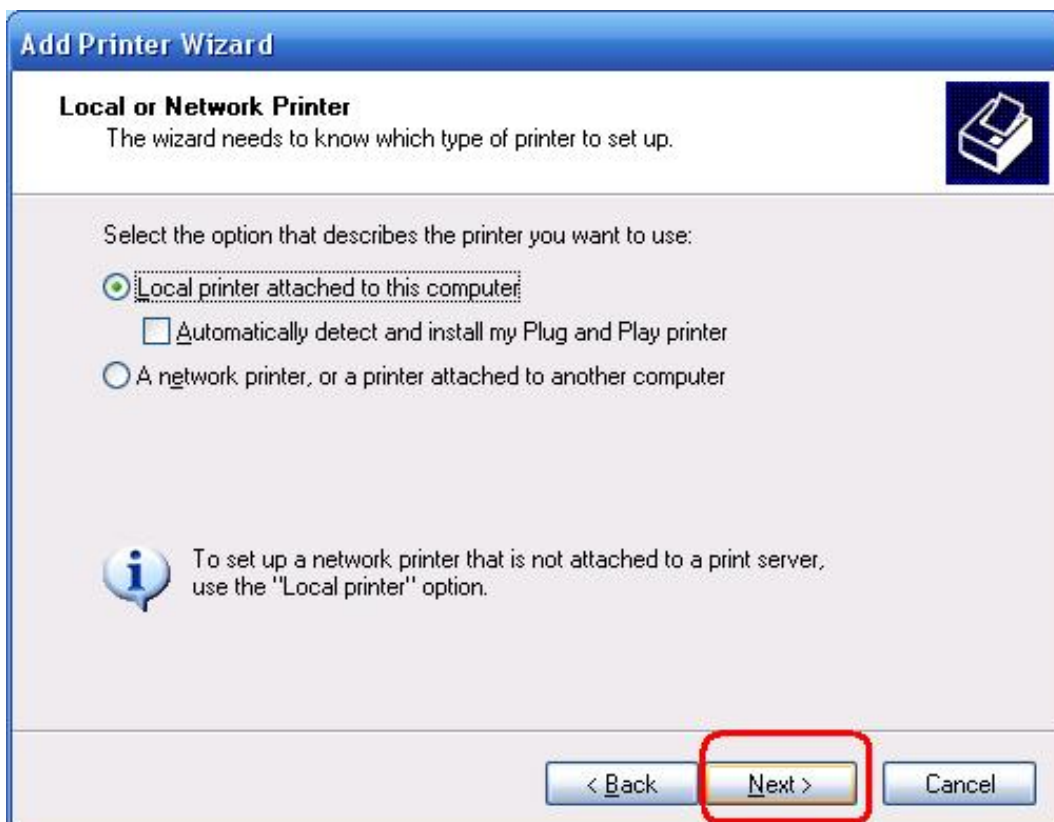 Add Printer Wizard
Local or Network Printer
The wizard needs to know which type of printer to set up.
Select the option that describes the printer you want to use:
Local printer attached to this computer
Automatically detect and install my Plug and Play printer
A network printer, or a printer attached to another computer
To set up a network printer that is not attached to a print server,
use the "Local printer" option.
< Back
Next >
Cancel